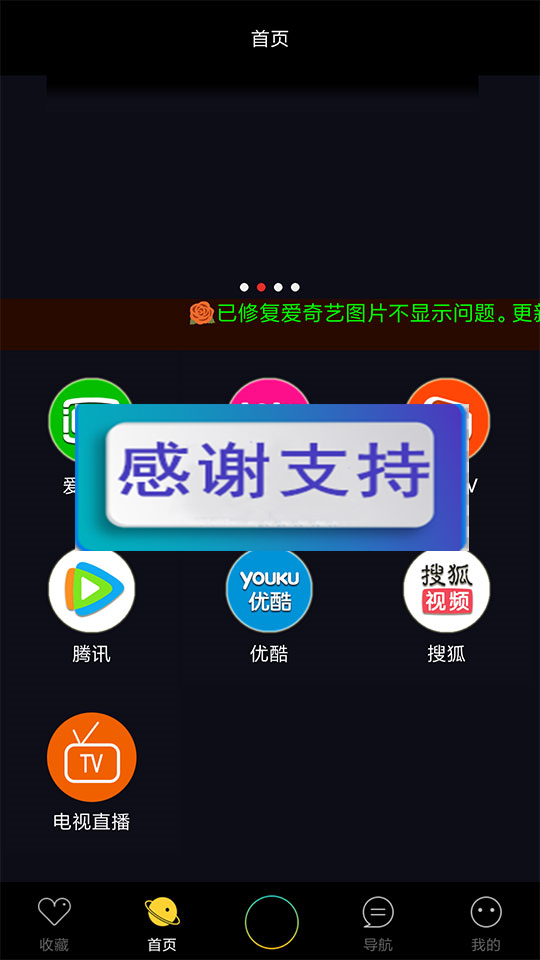 首页
已修复爱奇艺图片不显示问题。更新
感谢支持
YOUKU
优酷
搜狐
视频
腾讯
优酷
搜狐
TV
电视直播
收藏
首页
导航
我的